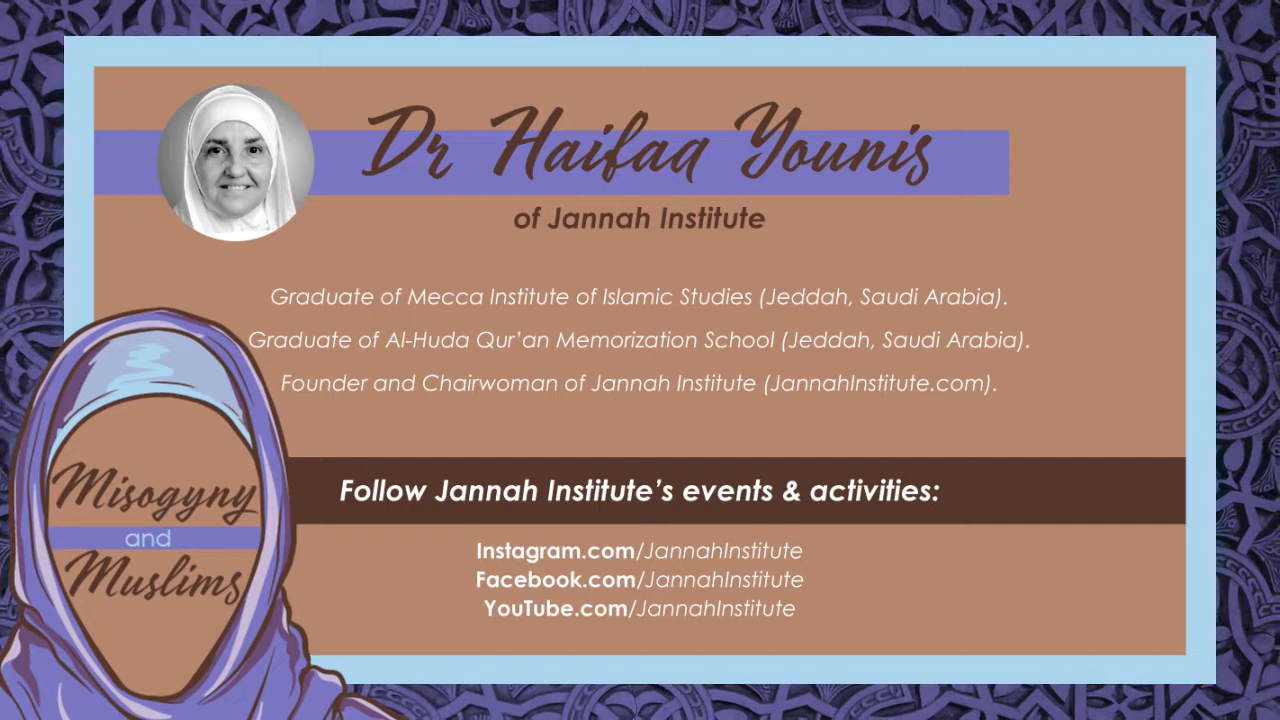 Dr Haifaa Younis
of Jannah Institute
Graduate of Mecca Institute of Islamic Studies (Jeddah, Saudi Arabia).
Graduate of Al-Huda Qur’an Memorization School (Jeddah, Saudi Arabia).
Founder and Chairwoman of Jannah Institute (JannahInstitute.com).
Misogyny
and
Muslims
Follow Jannah Institute’s events & activities:
Instagram.com/JannahInstitute
Facebook.com/JannahInstitute
YouTube.com/JannahInstitute